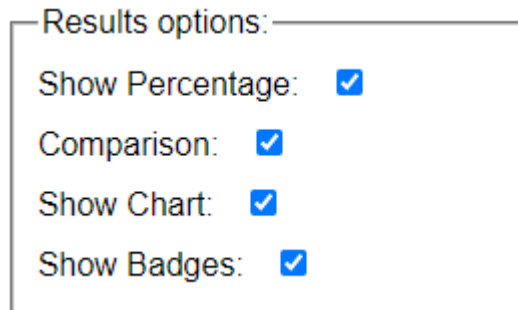 Results options:
Show Percentage:
Comparison:
Show Chart:
Show Badges: